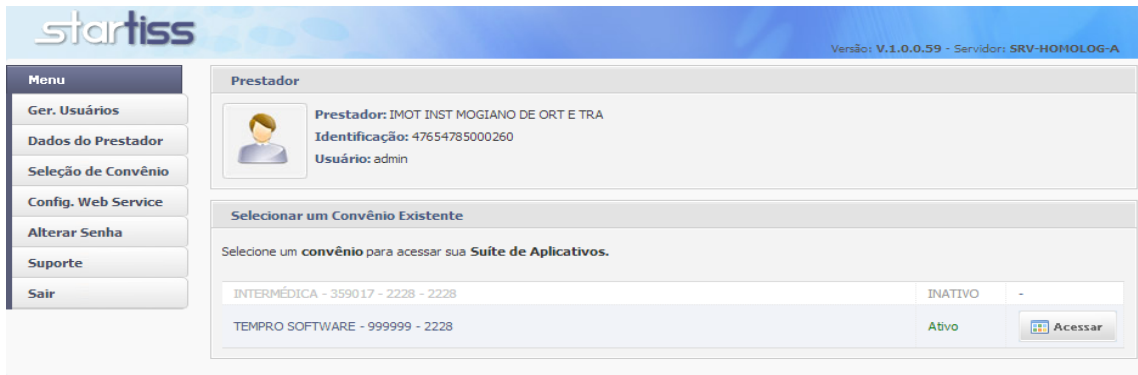 startiss
Versão: V.1.0.0.59 - Servidor: SRV-HOMOLOG-A
Menu
Ger. Usuários
Dados do Prestador
Seleção de Convênio
Config. Web Service
Alterar Senha
Suporte
Sair
Prestador
Prestador: IMOT INST MOGIANO DE ORT E TRA
Identificação: 47654785000260
Usuário: admin
Selecionar um Convênio Existente
Selecione um convênio para acessar sua Suíte de Aplicativos.
INTERMÉDICA - 359017 - 2228 - 2228 INATIVO -
TEMPRO SOFTWARE - 999999 - 2228 Ativo Acessar